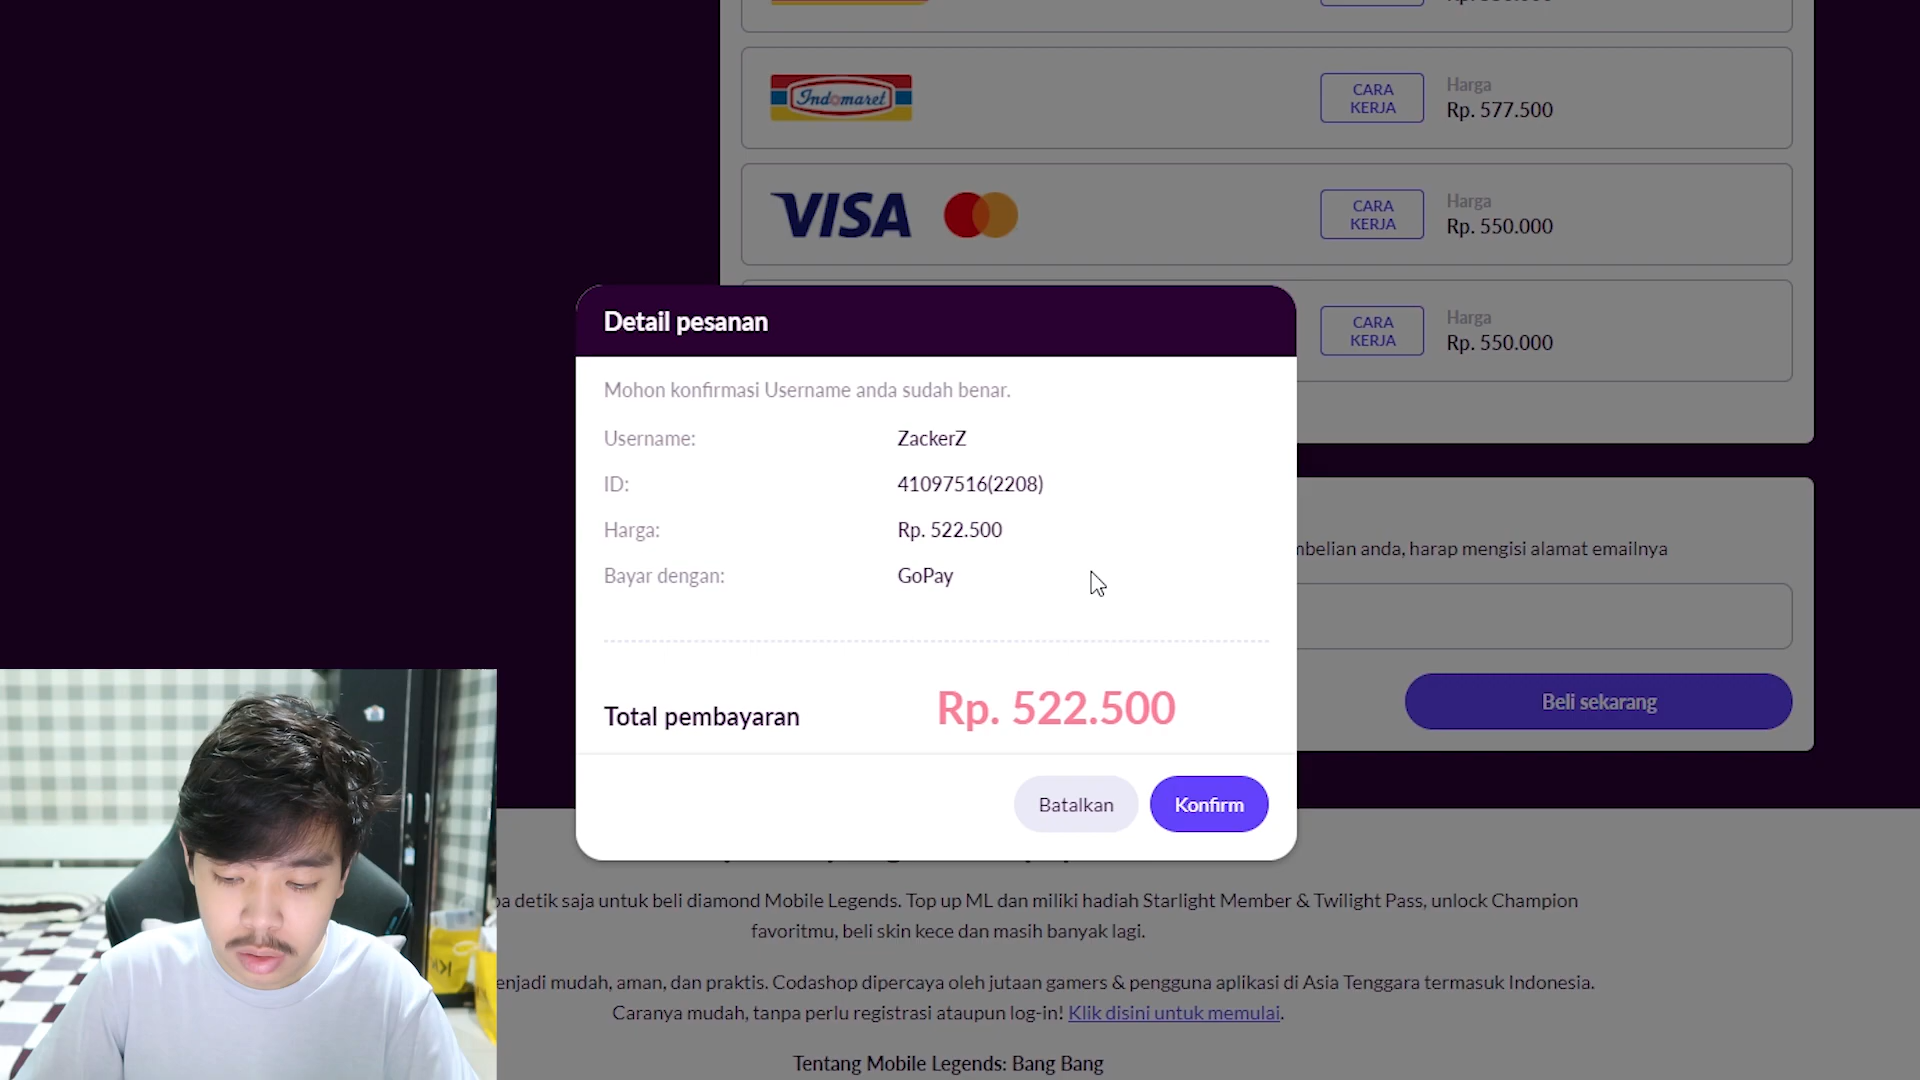 Indomaret
CARA
KERJA
Harga
Rp. 577.500
VISA
CARA
KERJA
Harga
Rp. 550.000
CARA
KERJA
Harga
Rp. 550.000
Detail pesanan
Mohon konfirmasi Username anda sudah benar.
Username: ZackerZ
ID: 41097516(2208)
Harga: Rp. 522.500
Bayar dengan: GoPay
Total pembayaran Rp. 522.500
Batalkan Konfirm
anda, harap mengisi alamat emailnya
Beli sekarang
detik saja untuk beli diamond Mobile Legends. Top up ML dan miliki hadiah Starlight Member & Twilight Pass, unlock Champion
favoritmu, beli skin kece dan masih banyak lagi.
mudah, aman, dan praktis. Codashop dipercaya oleh jutaan gamers & pengguna aplikasi di Asia Tenggara termasuk Indonesia.
Caranya mudah, tanpa perlu registrasi ataupun log-in! Klik disini untuk memulai.
Tentang Mobile Legends: Bang Bang